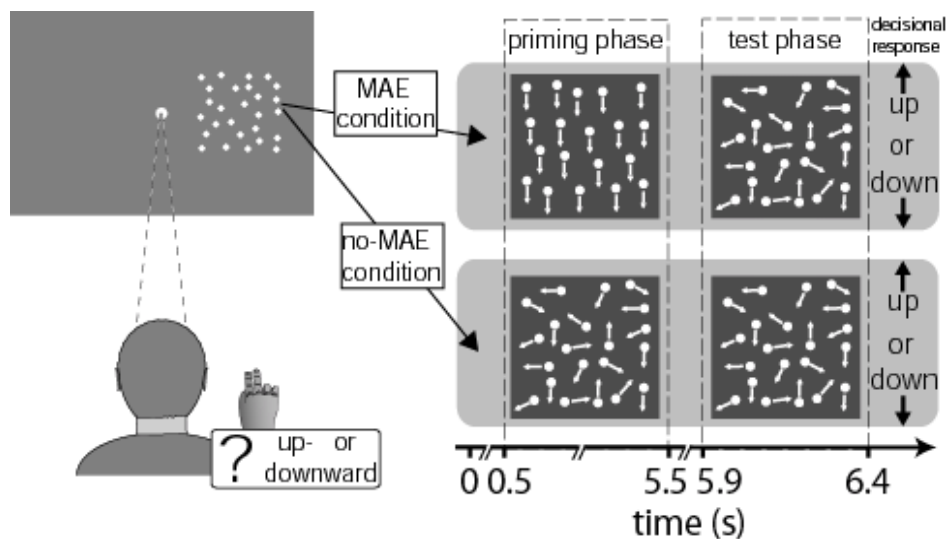 priming phase
test phase
decisional
response
MAE
condition
up
or
down
no-MAE
condition
up
or
down
? up- or
downward
0 0.5 5.5 5.9 6.4
time (s)